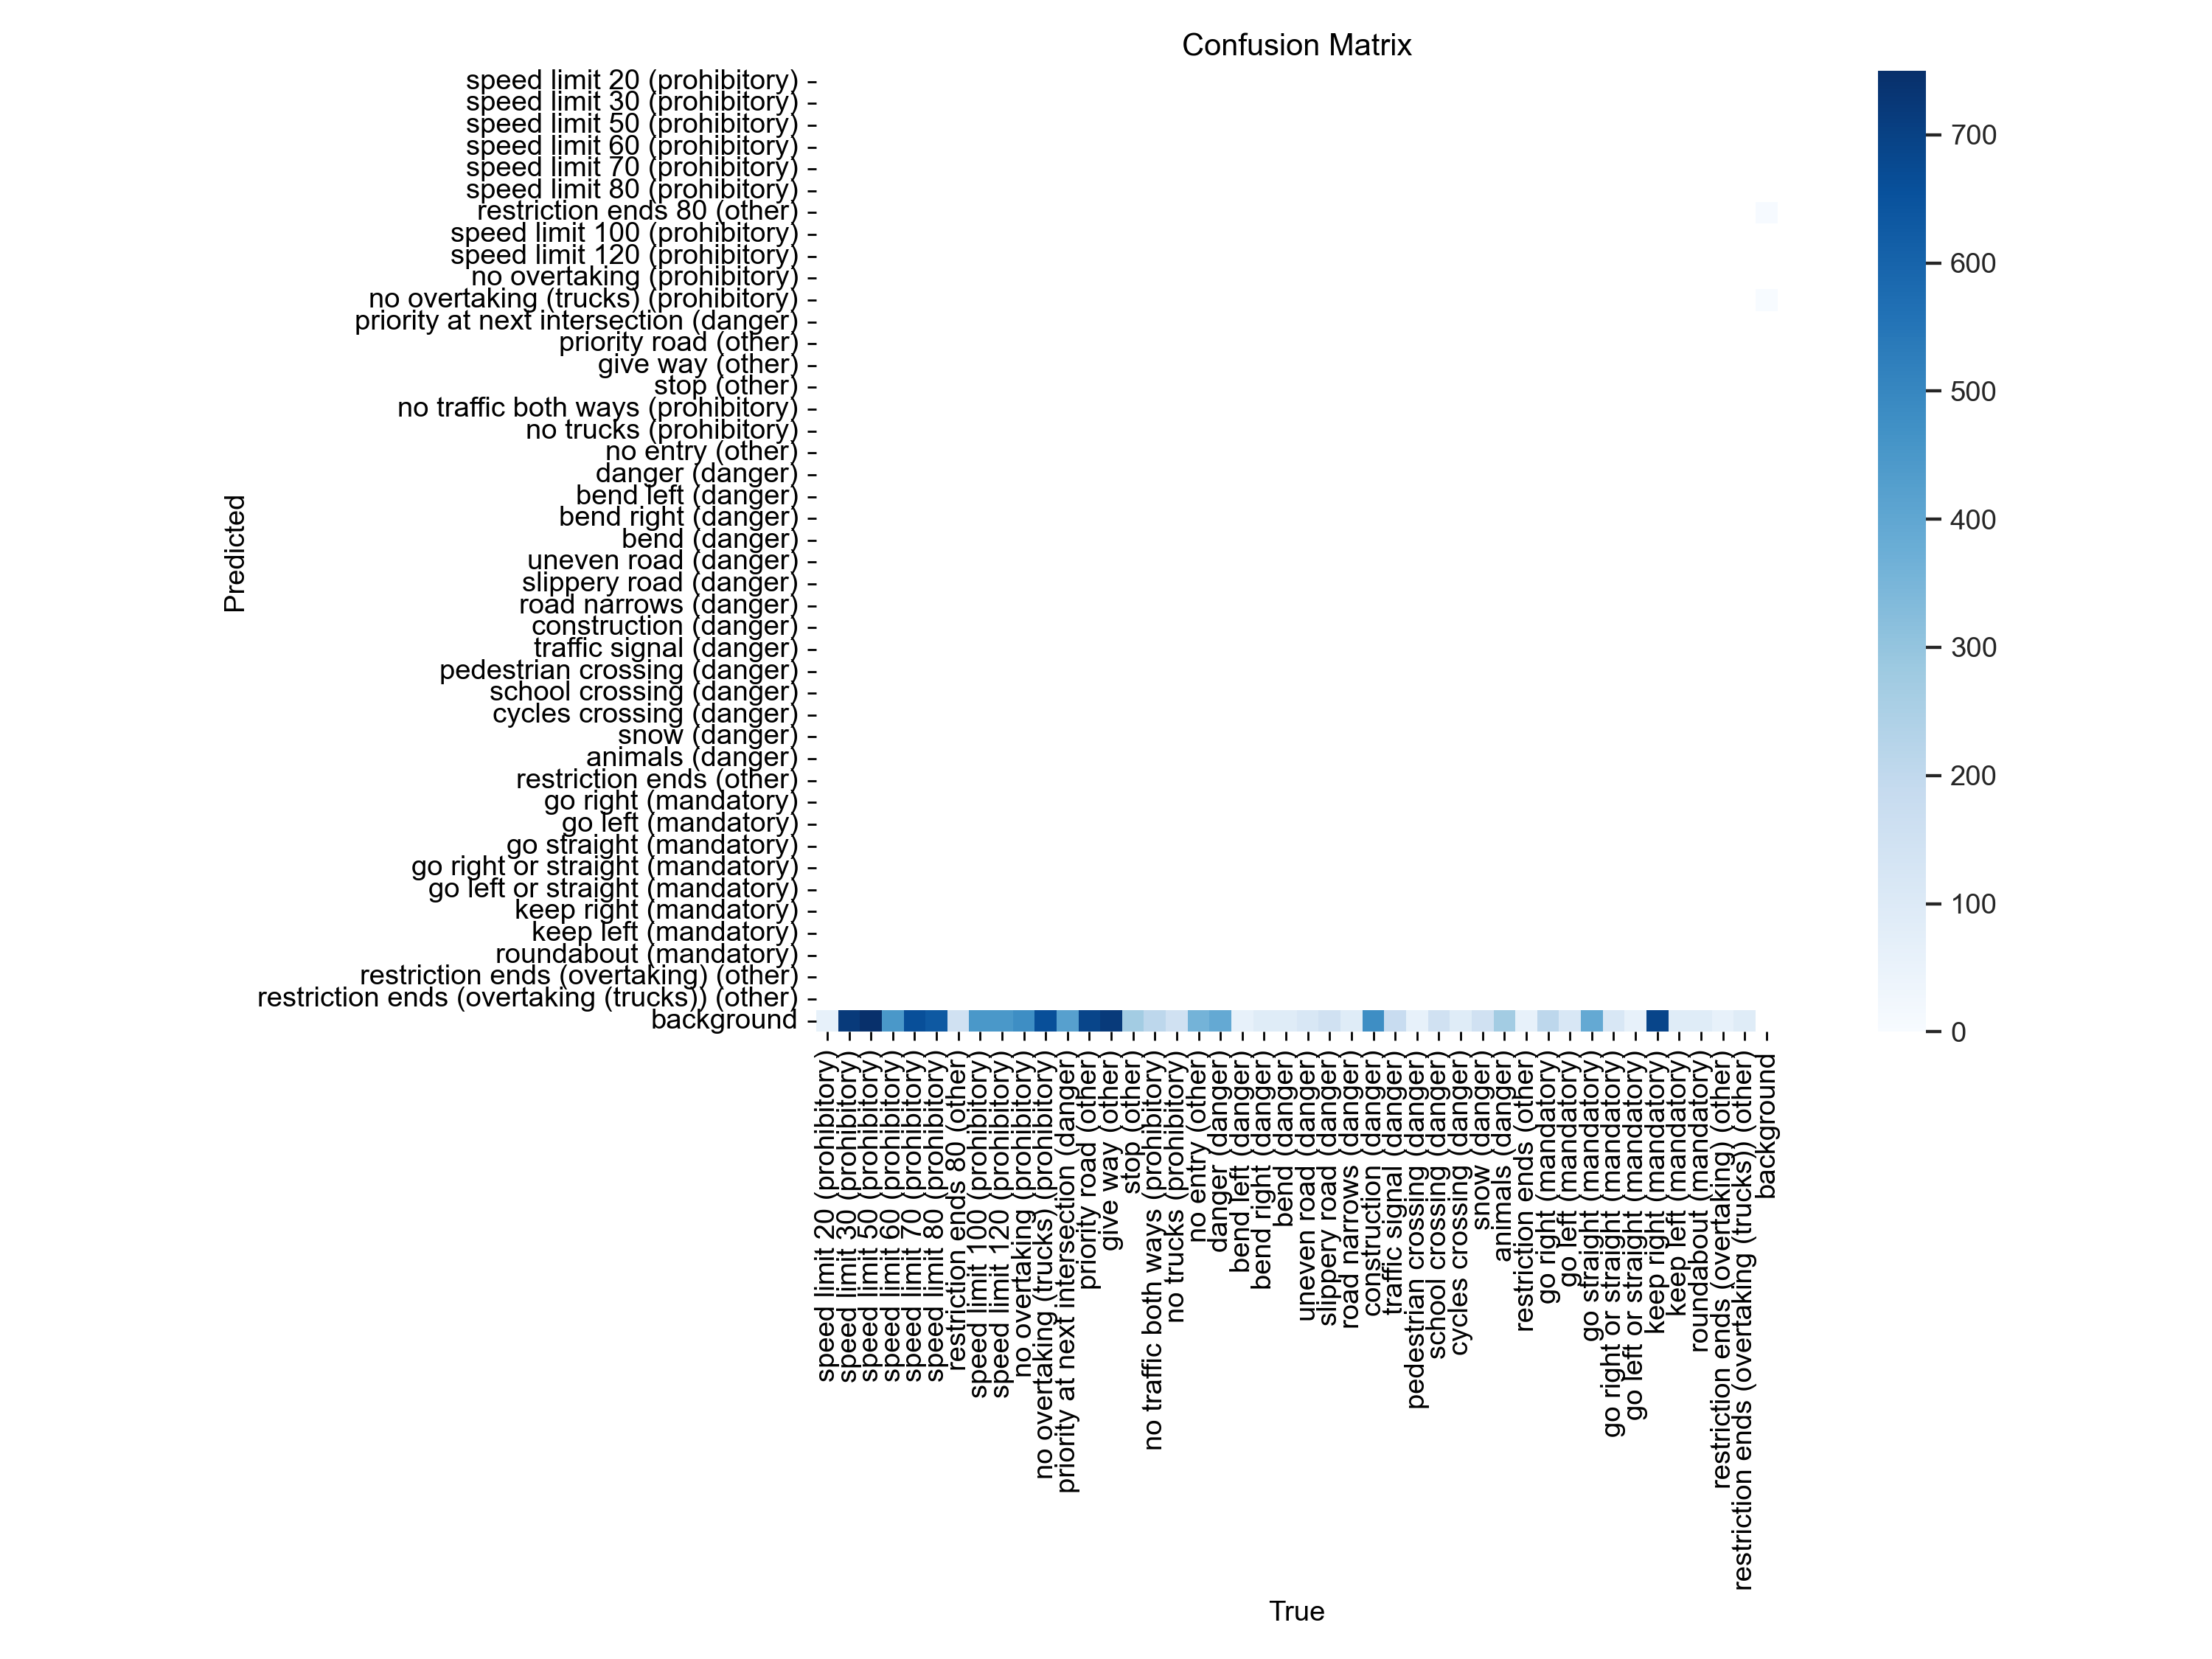 Confusion Matrix
speed limit 20 (prohibitory)
speed limit 30 (prohibitory)
speed limit 50 (prohibitory)
speed limit 60 (prohibitory)
speed limit 70 (prohibitory)
speed limit 80 (prohibitory)
restriction ends 80 (other)
speed limit 100 (prohibitory)
speed limit 120 (prohibitory)
no overtaking (prohibitory)
no overtaking (trucks) (prohibitory)
priority at next intersection (danger)
priority road (other)
give way (other)
stop (other)
no traffic both ways (prohibitory)
no trucks (prohibitory)
no entry (other)
danger (danger)
bend left (danger)
bend right (danger)
bend (danger)
uneven road (danger)
slippery road (danger)
road narrows (danger)
construction (danger)
traffic signal (danger)
pedestrian crossing (danger)
school crossing (danger)
cycles crossing (danger)
snow (danger)
animals (danger)
restriction ends (other)
go right (mandatory)
go left (mandatory)
go straight (mandatory)
go right or straight (mandatory)
go left or straight (mandatory)
keep right (mandatory)
keep left (mandatory)
roundabout (mandatory)
restriction ends (overtaking) (other)
restriction ends (overtaking (trucks)) (other)
background
Predicted
speed limit 20 (prohibitory)
speed limit 30 (prohibitory)
speed limit 50 (prohibitory)
speed limit 60 (prohibitory)
speed limit 70 (prohibitory)
speed limit 80 (prohibitory)
restriction ends 80 (other)
speed limit 100 (prohibitory)
speed limit 120 (prohibitory)
no overtaking (prohibitory)
no overtaking (trucks) (prohibitory)
priority at next intersection (danger)
priority road (other)
give way (other)
stop (other)
no traffic both ways (prohibitory)
no trucks (prohibitory)
no entry (other)
danger (danger)
bend left (danger)
bend right (danger)
bend (danger)
uneven road (danger)
slippery road (danger)
road narrows (danger)
construction (danger)
traffic signal (danger)
pedestrian crossing (danger)
school crossing (danger)
cycles crossing (danger)
snow (danger)
animals (danger)
restriction ends (other)
go right (mandatory)
go left (mandatory)
go straight (mandatory)
go right or straight (mandatory)
go left or straight (mandatory)
keep right (mandatory)
keep left (mandatory)
roundabout (mandatory)
restriction ends (overtaking) (other)
restriction ends (overtaking (trucks)) (other)
background
True
700
600
500
400
300
200
100
0